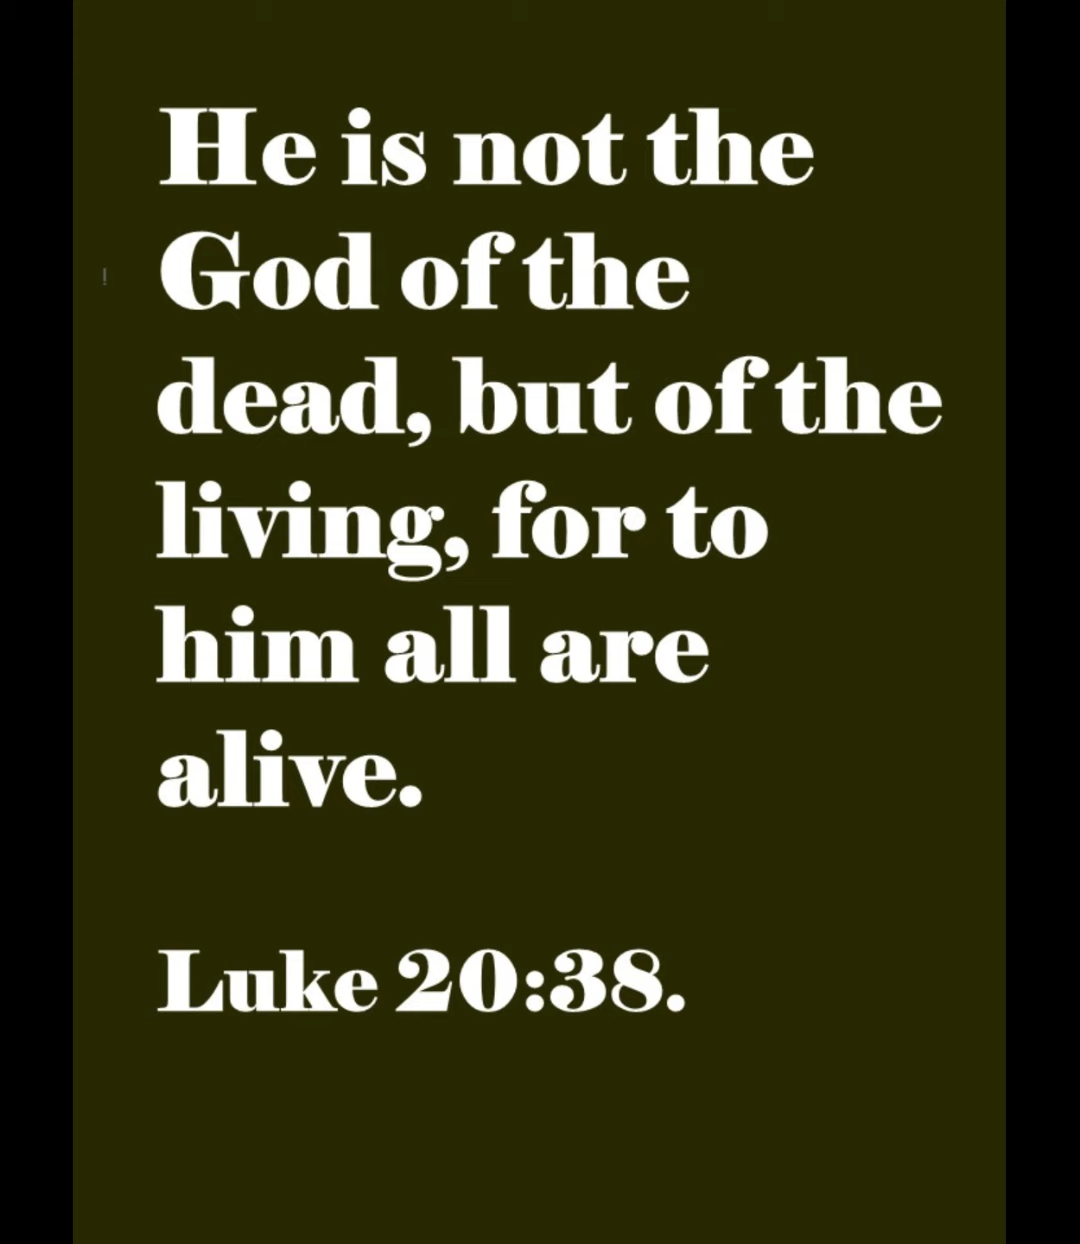 He is not the
God of the
dead, but of the
living, for to
him all are
alive.
Luke 20:38.
!